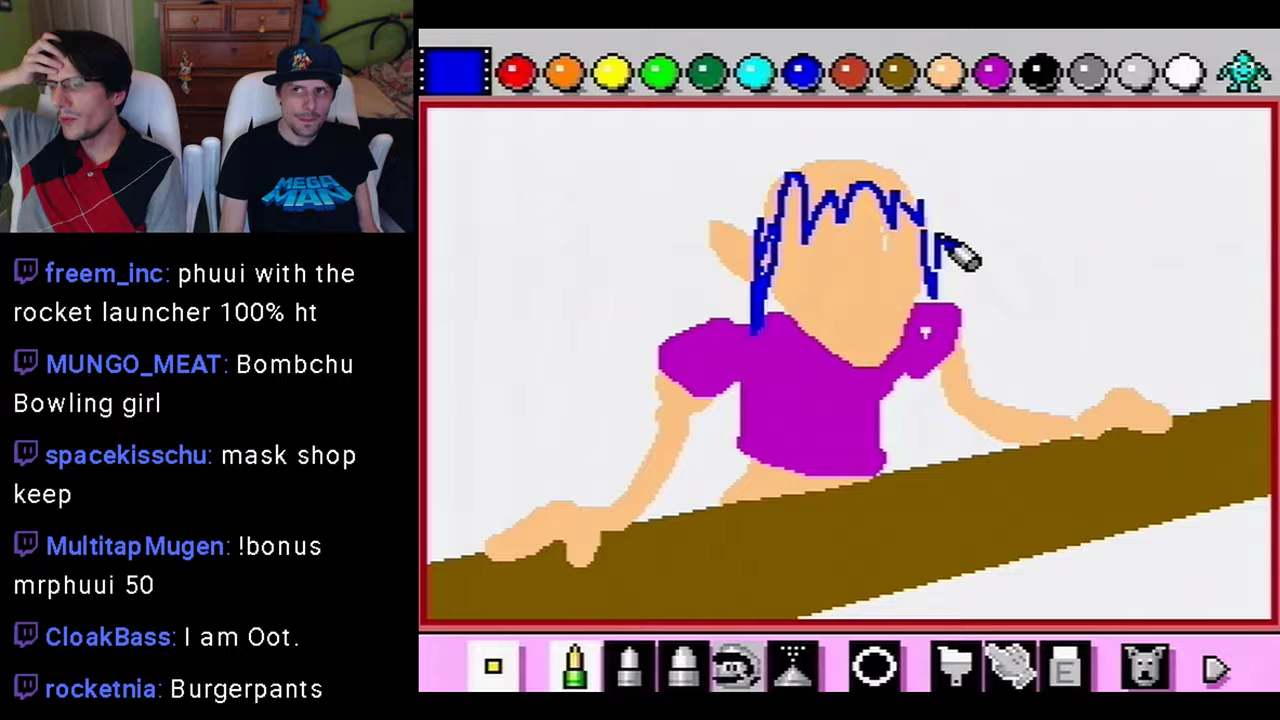 MEGA
MAN
freem_inc: phuui with the
rocket launcher 100% ht
MUNGO_MEAT: Bombchu
Bowling girl
spacekisschu: mask shop
keep
MultitapMugen: !bonus
mrphuui 50
CloakBass: I am Oot.
rocketnia: Burgerpants
E